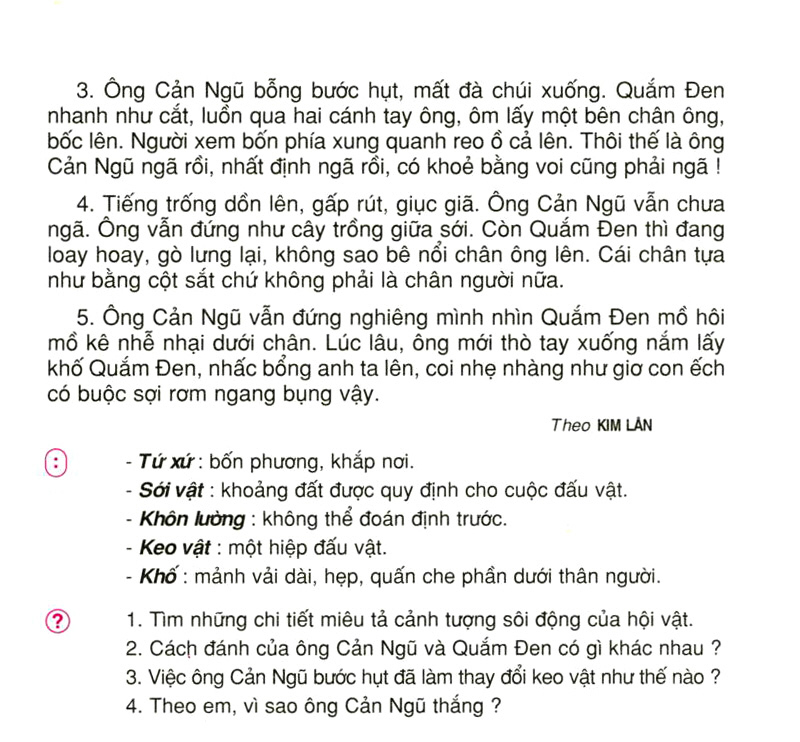 3. Ông Cản Ngũ bỗng bước hụt, mất đà chúi xuống. Quắm Đen
nhanh như cắt, luồn qua hai cánh tay ông, ôm lấy một bên chân ông,
bốc lên. Người xem bốn phía xung quanh reo ồ cả lên. Thôi thế là ông
Cản Ngũ ngã rồi, nhất định ngã rồi, có khoẻ bằng voi cũng phải ngã !
4. Tiếng trống dồn lên, gấp rút, giục giã. Ông Cản Ngũ vẫn chưa
ngã. Ông vẫn đứng như cây trồng giữa sới. Còn Quắm Đen thì đang
loay hoay, gò lưng lại, không sao bê nổi chân ông lên. Cái chân tựa
như bằng cột sắt chứ không phải là chân người nữa.
5. Ông Cản Ngũ vẫn đứng nghiêng mình nhìn Quắm Đen mồ hôi
mồ kê nhễ nhại dưới chân. Lúc lâu, ông mới thò tay xuống nắm lấy
khố Quắm Đen, nhấc bổng anh ta lên, coi nhẹ nhàng như giơ con ếch
có buộc sợi rơm ngang bụng vậy.
Theo KIM LÂN
: - Tứ xứ : bốn phương, khắp nơi.
- Sới vật : khoảng đất được quy định cho cuộc đấu vật.
- Khôn lường : không thể đoán định trước.
- Keo vật : một hiệp đấu vật.
- Khố : mảnh vải dài, hẹp, quấn che phần dưới thân người.
? 1. Tìm những chi tiết miêu tả cảnh tượng sôi động của hội vật.
2. Cách đánh của ông Cản Ngũ và Quắm Đen có gì khác nhau ?
3. Việc ông Cản Ngũ bước hụt đã làm thay đổi keo vật như thế nào ?
4. Theo em, vì sao ông Cản Ngũ thắng ?